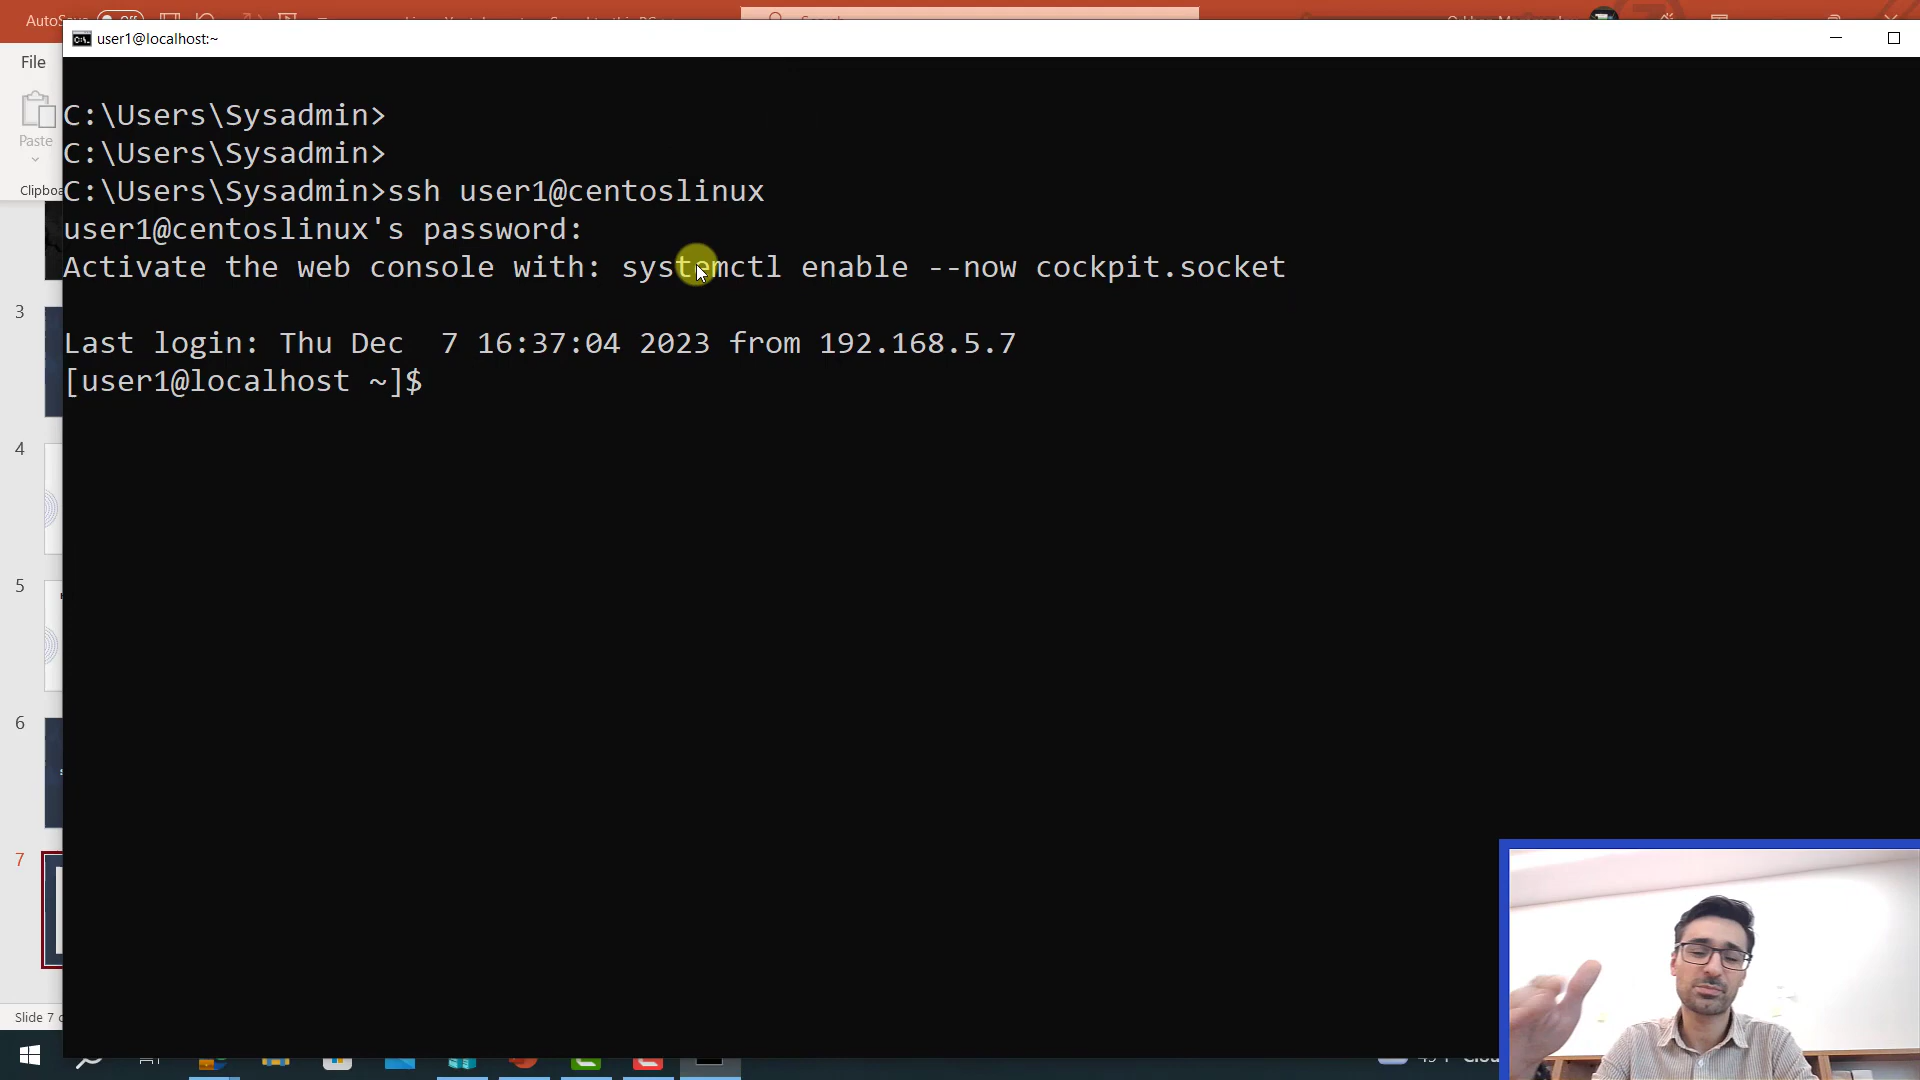 user1@localhost:~
File
Paste
C:\Users\Sysadmin>
C:\Users\Sysadmin>
C:\Users\Sysadmin>ssh user1@centoslinux
user1@centoslinux's password:
Activate the web console with: systemctl enable --now cockpit.socket
Last login: Thu Dec  7 16:37:04 2023 from 192.168.5.7
[user1@localhost ~]$
3
4
5
6
7
Slide 7